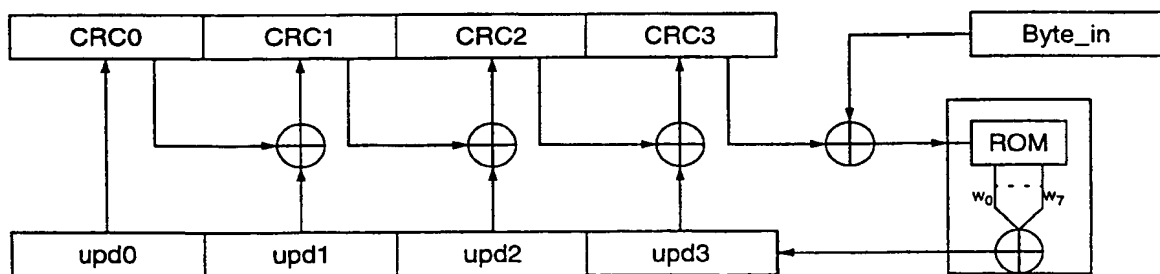 CRC0 CRC1 CRC2 CRC3 Byte_in
ROM
w0 w7
upd0 upd1 upd2 upd3